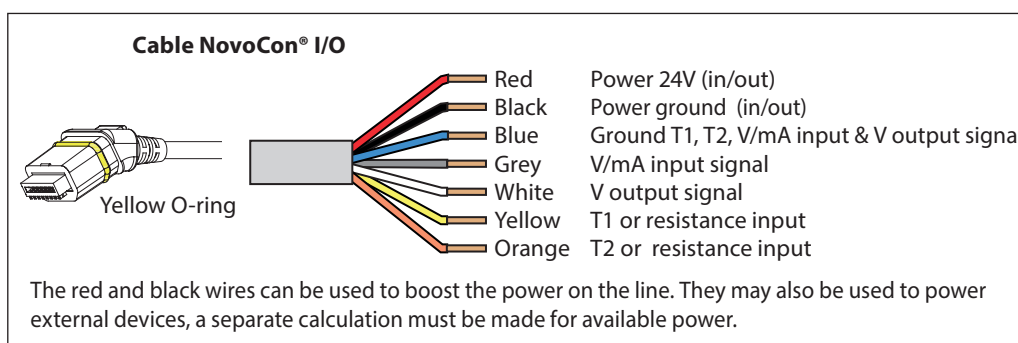 Cable NovoCon® I/O
Red Power 24V (in/out)
Black Power ground (in/out)
Blue Ground T1, T2, V/mA input & V output signa
Grey V/mA input signal
White V output signal
Yellow O-ring
Yellow T1 or resistance input
Orange T2 or resistance input
The red and black wires can be used to boost the power on the line. They may also be used to power
external devices, a separate calculation must be made for available power.